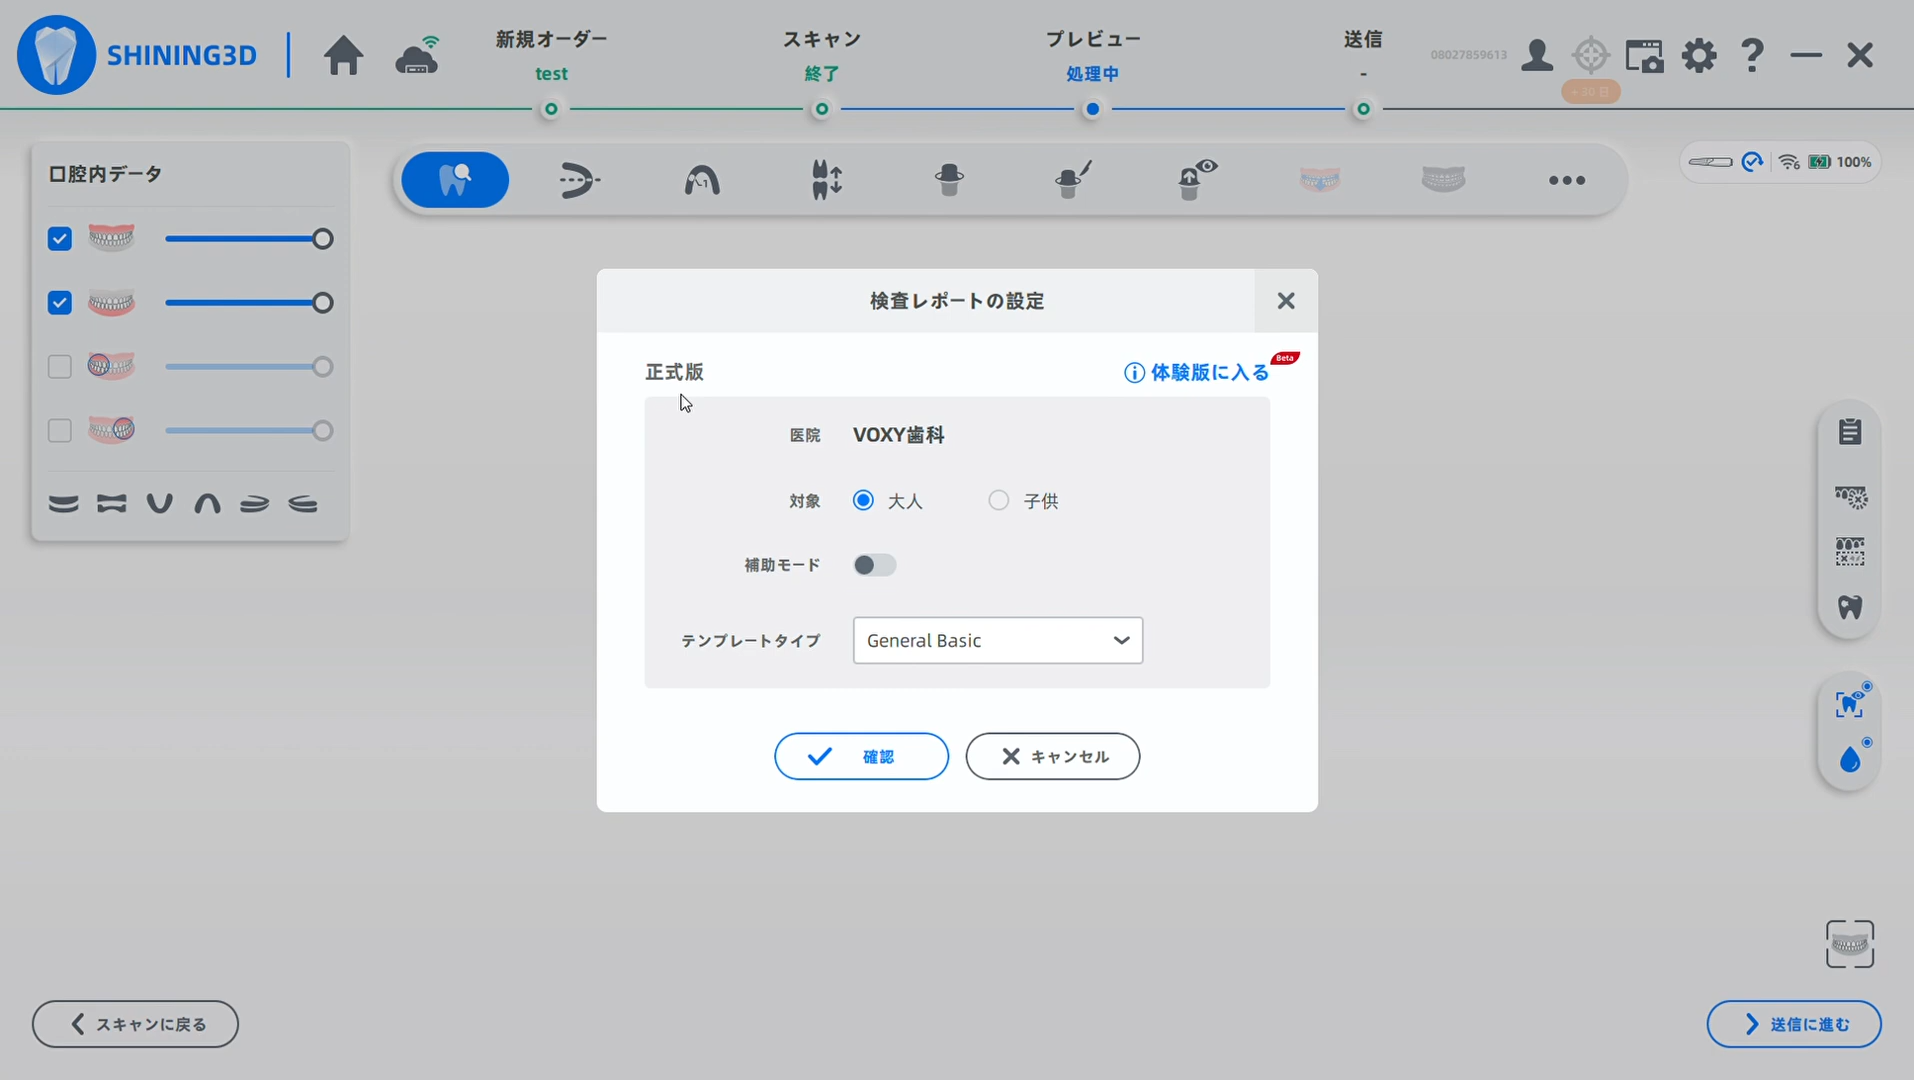 SHINING3D
新規オーダー
test
スキャン
終了
プレビュー
処理中
送信
-
08027859613
+ 30 日
口腔内データ
100%
検査レポートの設定
正式版
体験版に入る
Beta
医院 VOXY歯科
対象 大人 子供
補助モード
テンプレートタイプ General Basic
確認
キャンセル
スキャンに戻る
送信に進む